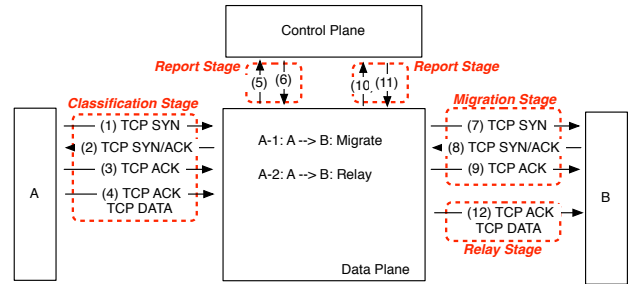 Control Plane
Report Stage
(5)
(6)
(10)
(11)
Report Stage
Classification Stage
Migration Stage
A
(1) TCP SYN
(2) TCP SYN/ACK
(3) TCP ACK
(4) TCP ACK
TCP DATA
A-1: A --> B: Migrate
A-2: A --> B: Relay
Data Plane
(7) TCP SYN
(8) TCP SYN/ACK
(9) TCP ACK
(12) TCP ACK
TCP DATA
Relay Stage
B